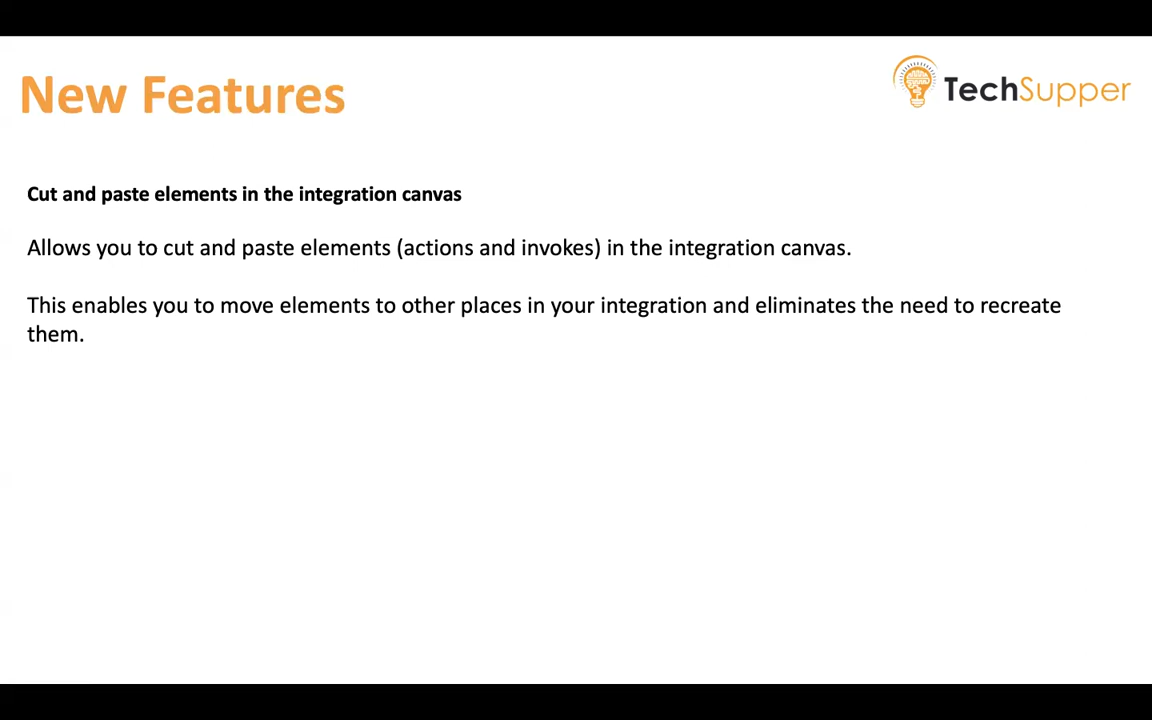 New Features
TechSupper
Cut and paste elements in the integration canvas
Allows you to cut and paste elements (actions and invokes) in the integration canvas.
This enables you to move elements to other places in your integration and eliminates the need to recreate
them.